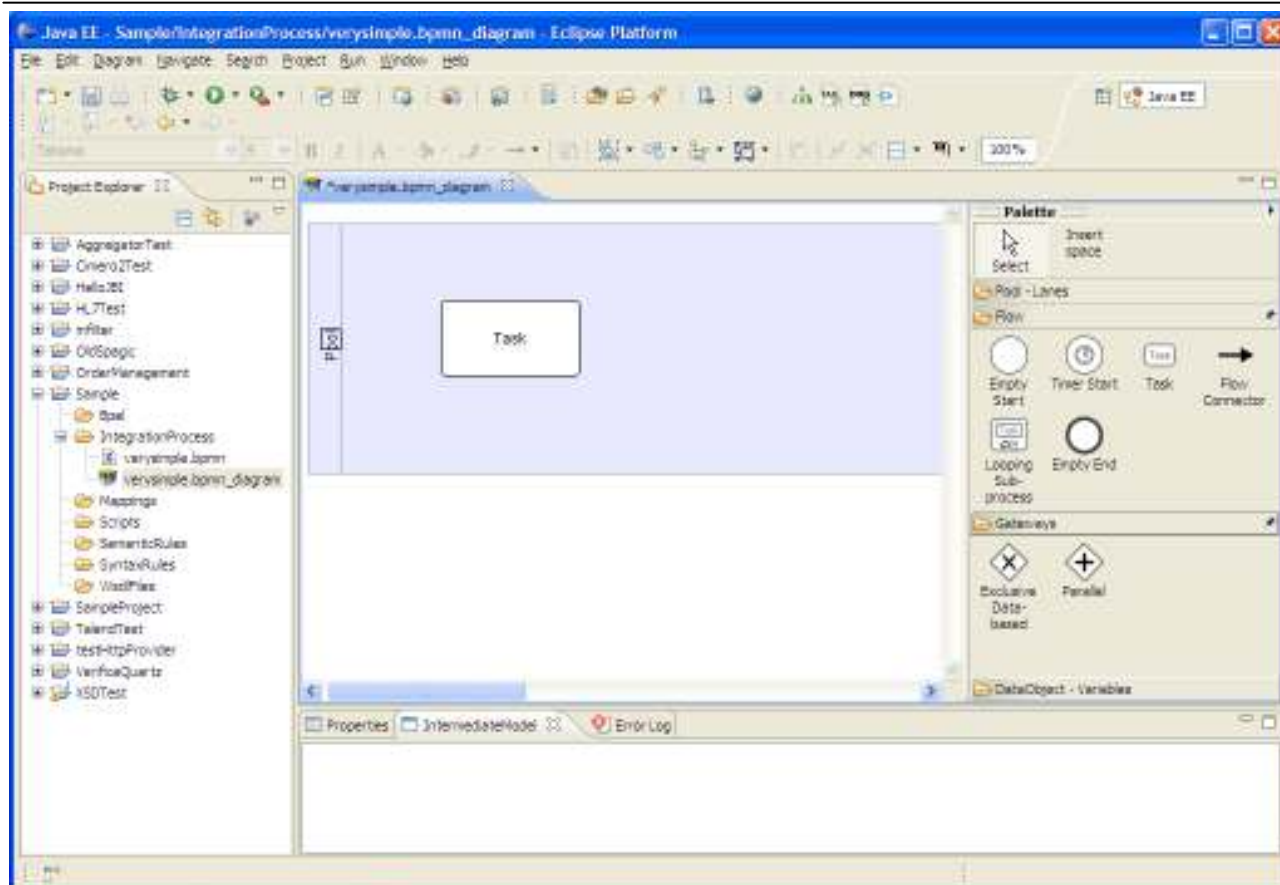 Java EE - Sample/IntegrationProcess/verysimple.bpmn_diagram - Eclipse Platform
File Edit Diagram Navigate Search Project Run Window Help
Java EE
Tahoma
100%
Project Explorer
*verysimple.bpmn_diagram
AggregatorTest
Cimero2Test
HelloJBI
HL7Test
mfilter
OldSpagic
OrderManagement
Sample
Bpel
IntegrationProcess
verysimple.bpmn
verysimple.bpmn_diagram
Mappings
Scripts
SemanticRules
SyntaxRules
WsdlFiles
SampleProject
TalendTest
testHttpProvider
VerificaQuartz
XSDTest
Task
Palette
Select
Insert
space
Pool - Lanes
Flow
Empty
Start
Timer Start
Task
Flow
Connector
Looping
Sub-
process
Empty End
Gateways
Exclusive
Data-
based
Parallel
DataObject - Variables
Properties
IntermediateModel
Error Log